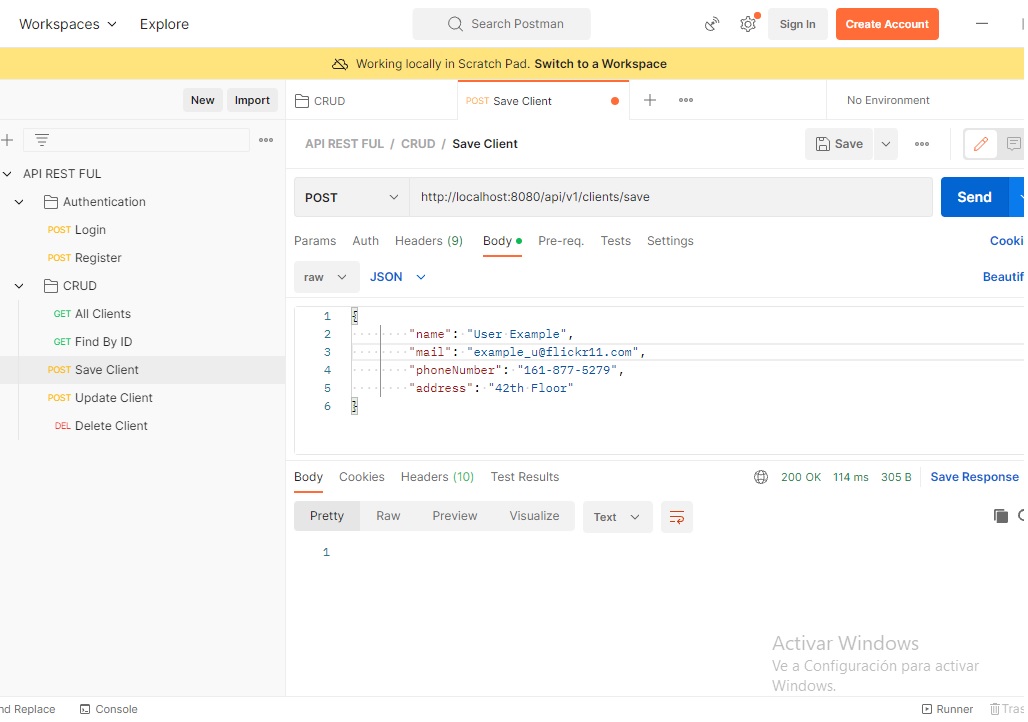 Workspaces Explore Search Postman Sign In Create Account
Working locally in Scratch Pad. Switch to a Workspace
New Import CRUD POST Save Client No Environment
API REST FUL / CRUD / Save Client Save
API REST FUL
Authentication
POST Login
POST Register
CRUD
GET All Clients
GET Find By ID
POST Save Client
POST Update Client
DEL Delete Client
POST http://localhost:8080/api/v1/clients/save Send
Params Auth Headers (9) Body Pre-req. Tests Settings Cooki
raw JSON Beautif
1 {
2 "name": "User Example",
3 "mail": "example_u@flickr11.com",
4 "phoneNumber": "161-877-5279",
5 "address": "42th Floor"
6 }
Body Cookies Headers (10) Test Results 200 OK 114 ms 305 B Save Response
Pretty Raw Preview Visualize Text
1
Activar Windows
Ve a Configuración para activar
Windows.
nd Replace Console Runner Tras